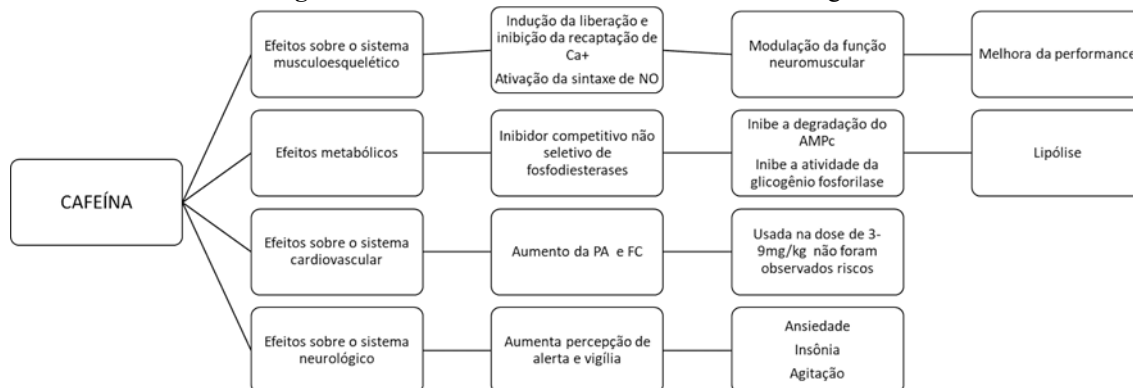 CAFEÍNA
Efeitos sobre o sistema
musculoesquelético
Indução da liberação e
inibição da recaptação de
Ca+
Ativação da sintaxe de NO
Modulação da função
neuromuscular
Melhora da performance
Efeitos metabólicos
Inibidor competitivo não
seletivo de
fosfodiesterases
Inibe a degradação do
AMPc
Inibe a atividade da
glicogênio fosforilase
Lipólise
Efeitos sobre o sistema
cardiovascular
Aumento da PA e FC
Usada na dose de 3-
9mg/kg não foram
observados riscos
Efeitos sobre o sistema
neurológico
Aumenta percepção de
alerta e vigília
Ansiedade
Insônia
Agitação